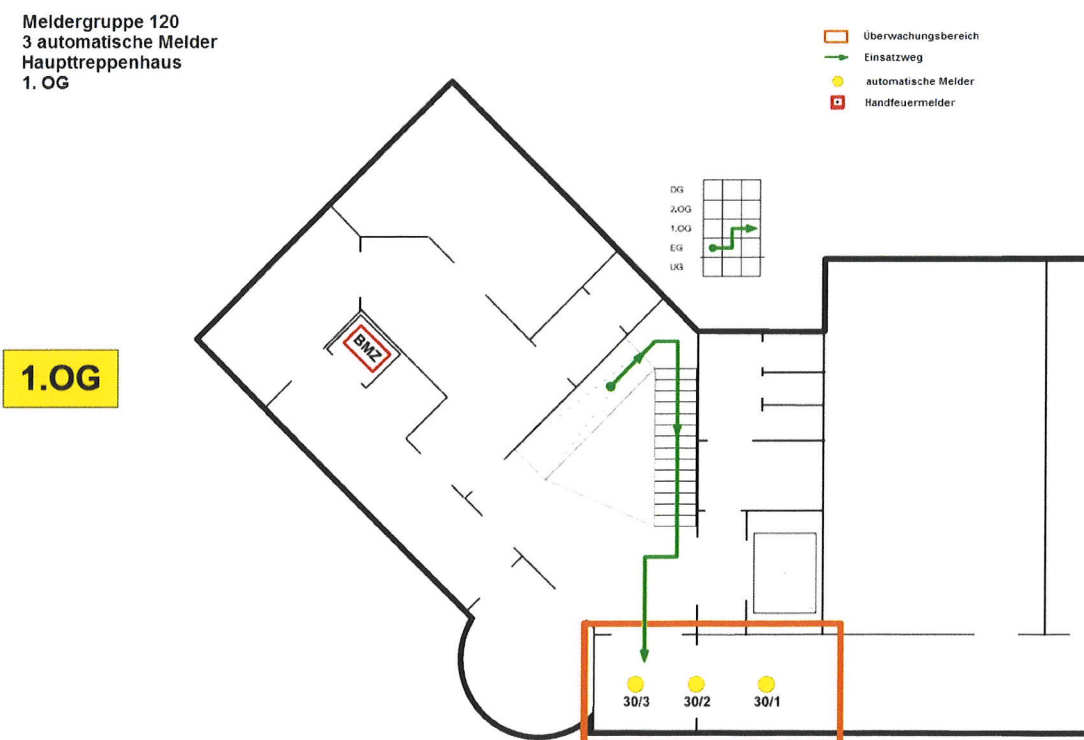 Meldergruppe 120
3 automatische Melder
Haupttreppenhaus
1. OG
Überwachungsbereich
Einsatzweg
automatische Melder
Handfeuermelder
DG
2.OG
1.OG
EG
UG
BMZ
1.OG
30/3
30/2
30/1